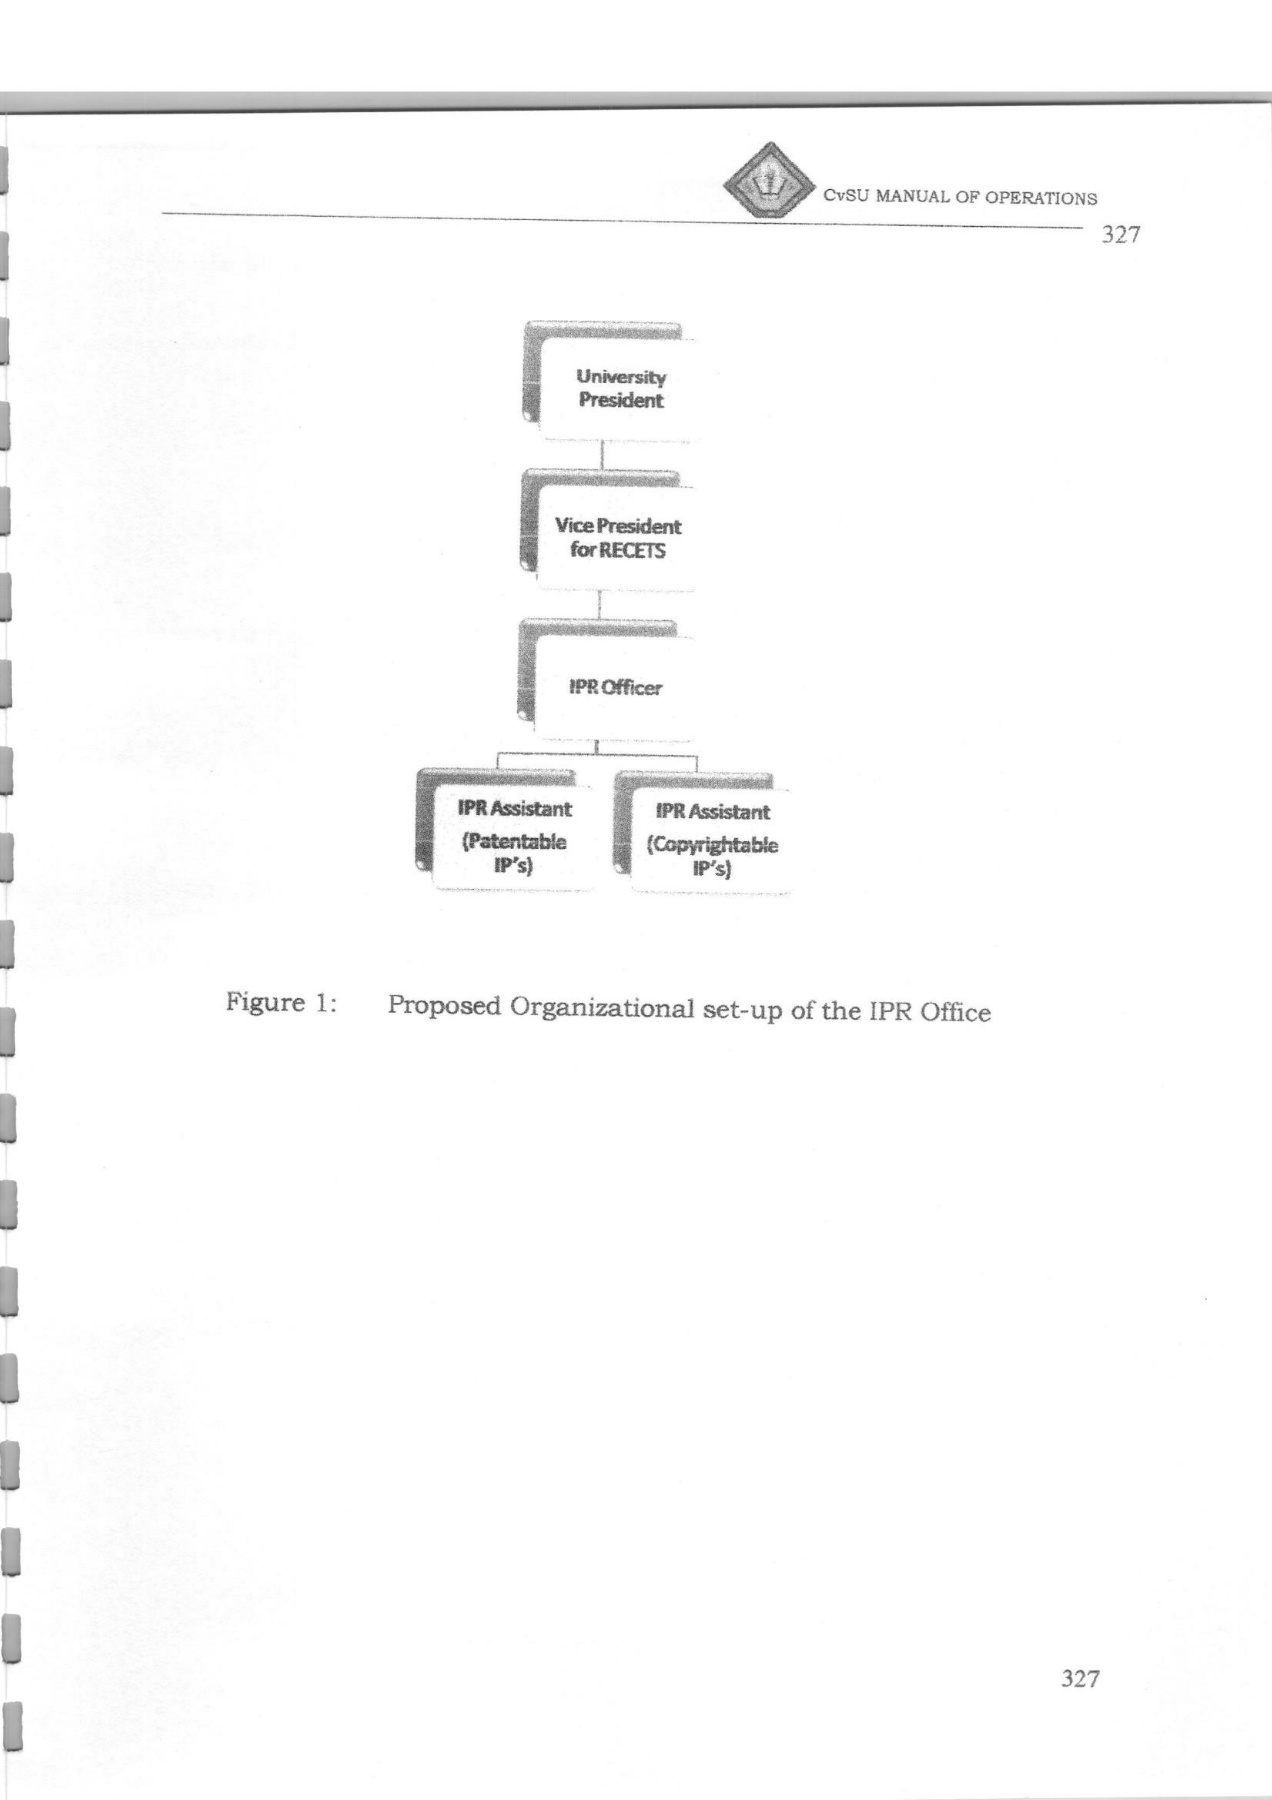 CvSU MANUAL OF OPERATIONS
327
University
President
Vice President
for RECETS
IPR Officer
IPR Assistant
(Patentable
IP's)
IPR Assistant
(Copyrightable
IP's)
Figure 1: Proposed Organizational set-up of the IPR Office
327